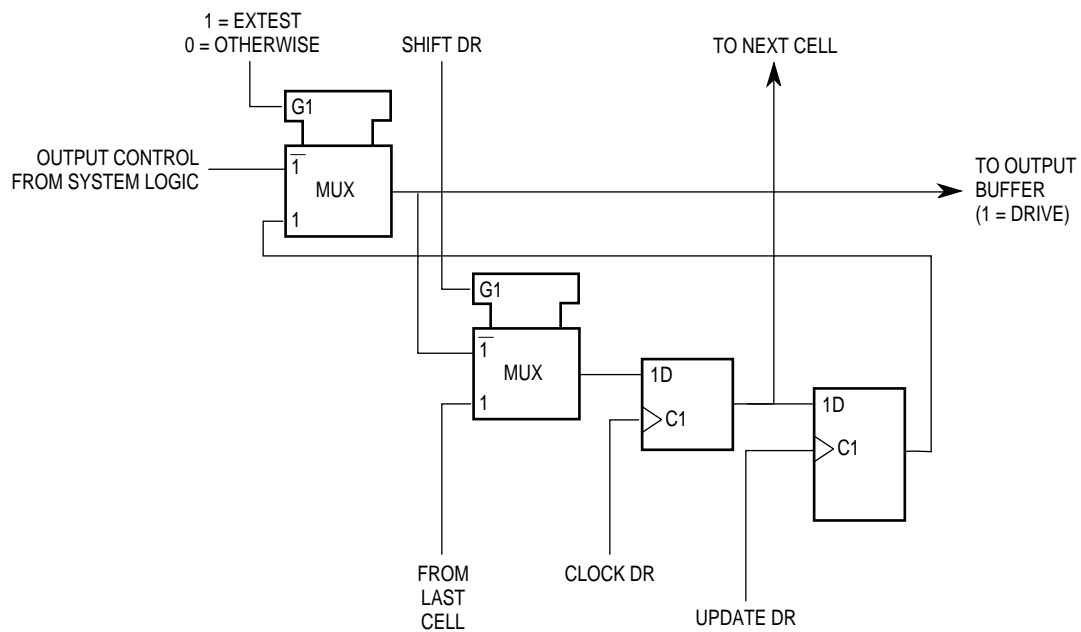 1 = EXTEST
0 = OTHERWISE
SHIFT DR
TO NEXT CELL
G1
OUTPUT CONTROL
FROM SYSTEM LOGIC
1
MUX
1
TO OUTPUT
BUFFER
(1 = DRIVE)
G1
1
MUX
1
1D
C1
1D
C1
FROM
LAST
CELL
CLOCK DR
UPDATE DR